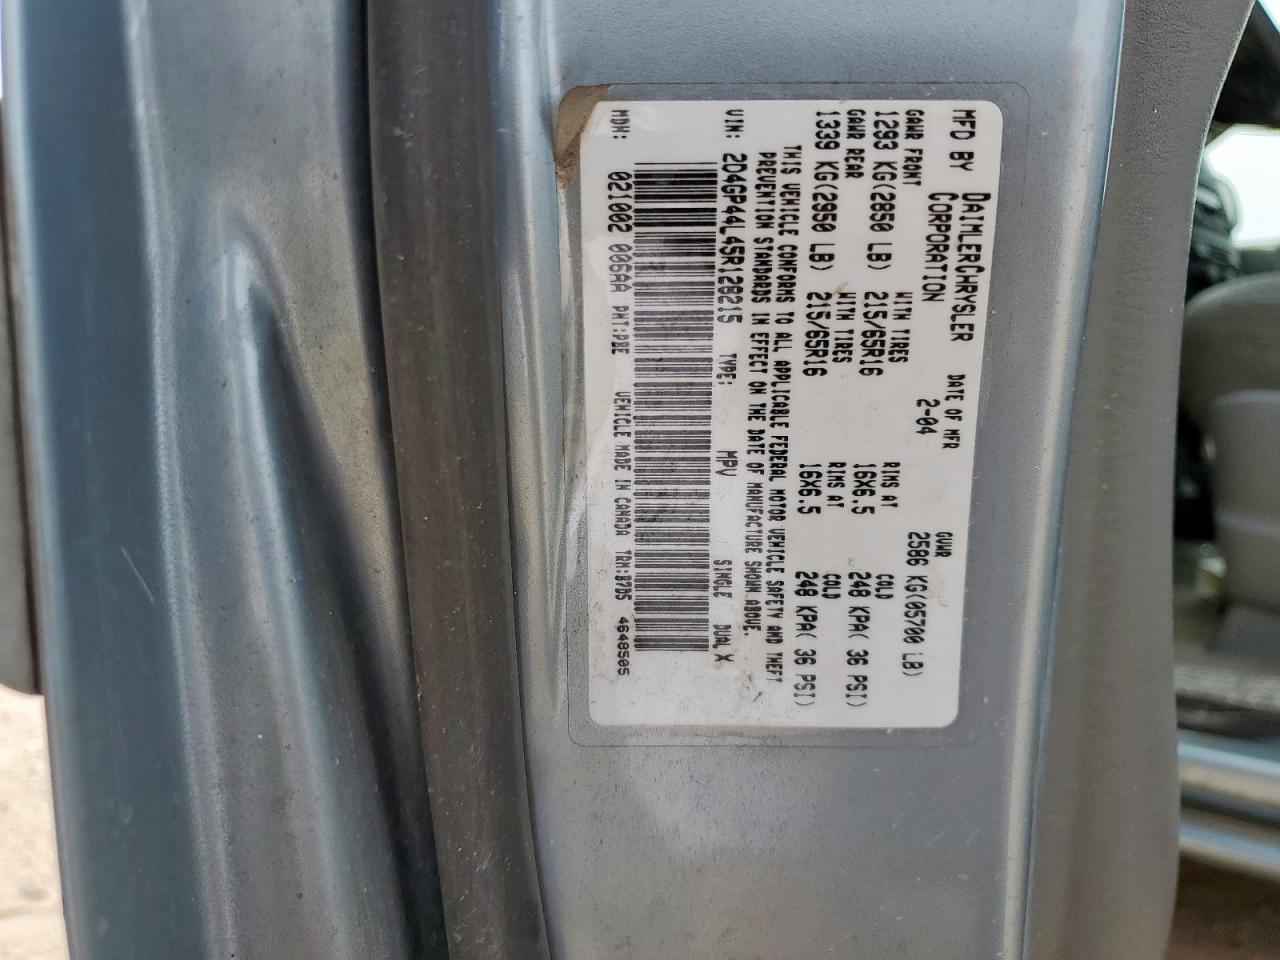 MFD BY DAIMLERCHRYSLER CORPORATION DATE OF MFR 2-04 GVWR 2586 KG(05700 LB)
GAWR FRONT WITH TIRES RIMS AT COLD
1293 KG(2850 LB) 215/65R16 16X6.5 248 KPA( 36 PSI)
GAWR REAR WITH TIRES RIMS AT COLD
1339 KG(2950 LB) 215/65R16 16X6.5 248 KPA( 36 PSI)
THIS VEHICLE CONFORMS TO ALL APPLICABLE FEDERAL MOTOR VEHICLE SAFETY AND THEFT
PREVENTION STANDARDS IN EFFECT ON THE DATE OF MANUFACTURE SHOWN ABOVE.
VIN: 2D4GP44L45R128215 TYPE: MPV SINGLE DUAL X
MDH: 021002 006AA PNT:PBE VEHICLE MADE IN CANADA TRM:B7D5 4648505